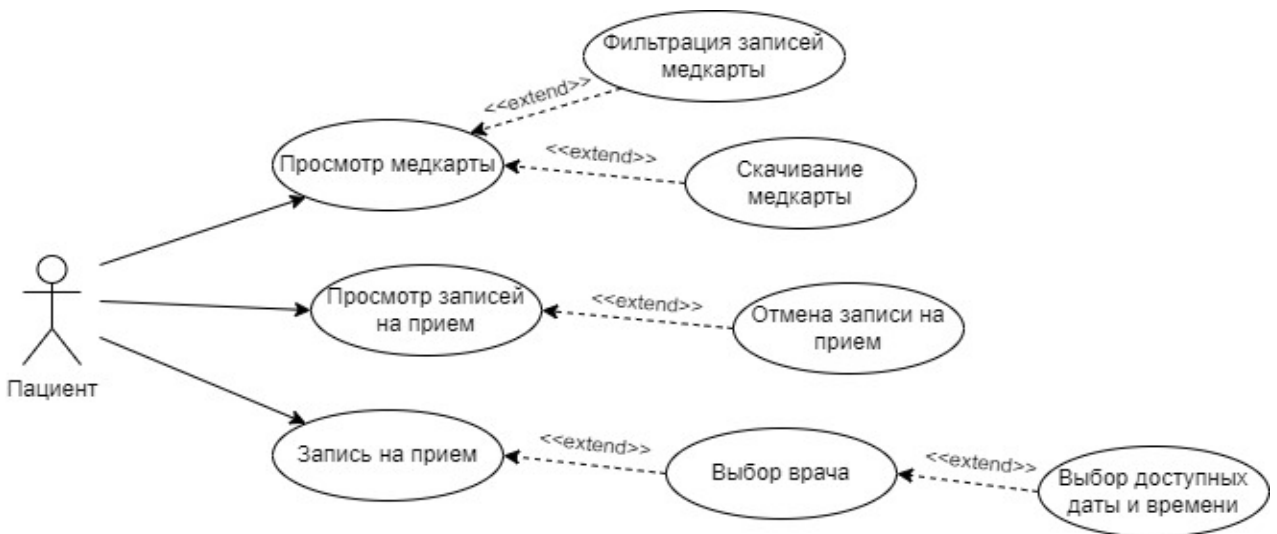 Фильтрация записей
медкарты
<<extend>>
Просмотр медкарты
<<extend>>
Скачивание
медкарты
Просмотр записей
на прием
<<extend>>
Отмена записи на
прием
Пациент
Запись на прием
<<extend>>
Выбор врача
<<extend>>
Выбор доступных
даты и времени